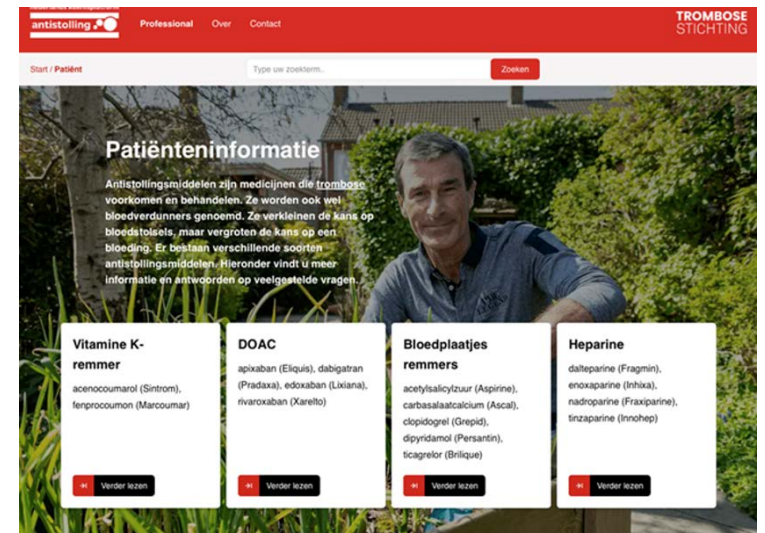 antistolling
Professional Over Contact
TROMBOSE
STICHTING
Start / Patiënt
Type uw zoekterm..
Zoeken
Patiënteninformatie
Antistollingsmiddelen zijn medicijnen die trombose
voorkomen en behandelen. Ze worden ook wel
bloedverdunners genoemd. Ze verkleinen de kans op
bloedstolsels, maar vergroten de kans op een
bloeding. Er bestaan verschillende soorten
antistollingsmiddelen. Hieronder vindt u meer
informatie en antwoorden op veelgestelde vragen.
Vitamine K-
remmer
acenocoumarol (Sintrom),
fenprocoumon (Marcoumar)
Verder lezen
DOAC
apixaban (Eliquis), dabigatran
(Pradaxa), edoxaban (Lixiana),
rivaroxaban (Xarelto)
Verder lezen
Bloedplaatjes
remmers
acetylsalicylzuur (Aspirine),
carbasalaatcalcium (Ascal),
clopidogrel (Grepid),
dipyridamol (Persantin),
ticagrelor (Brilique)
Verder lezen
Heparine
dalteparine (Fragmin),
enoxaparine (Inhixa),
nadroparine (Fraxiparine),
tinzaparine (Innohep)
Verder lezen